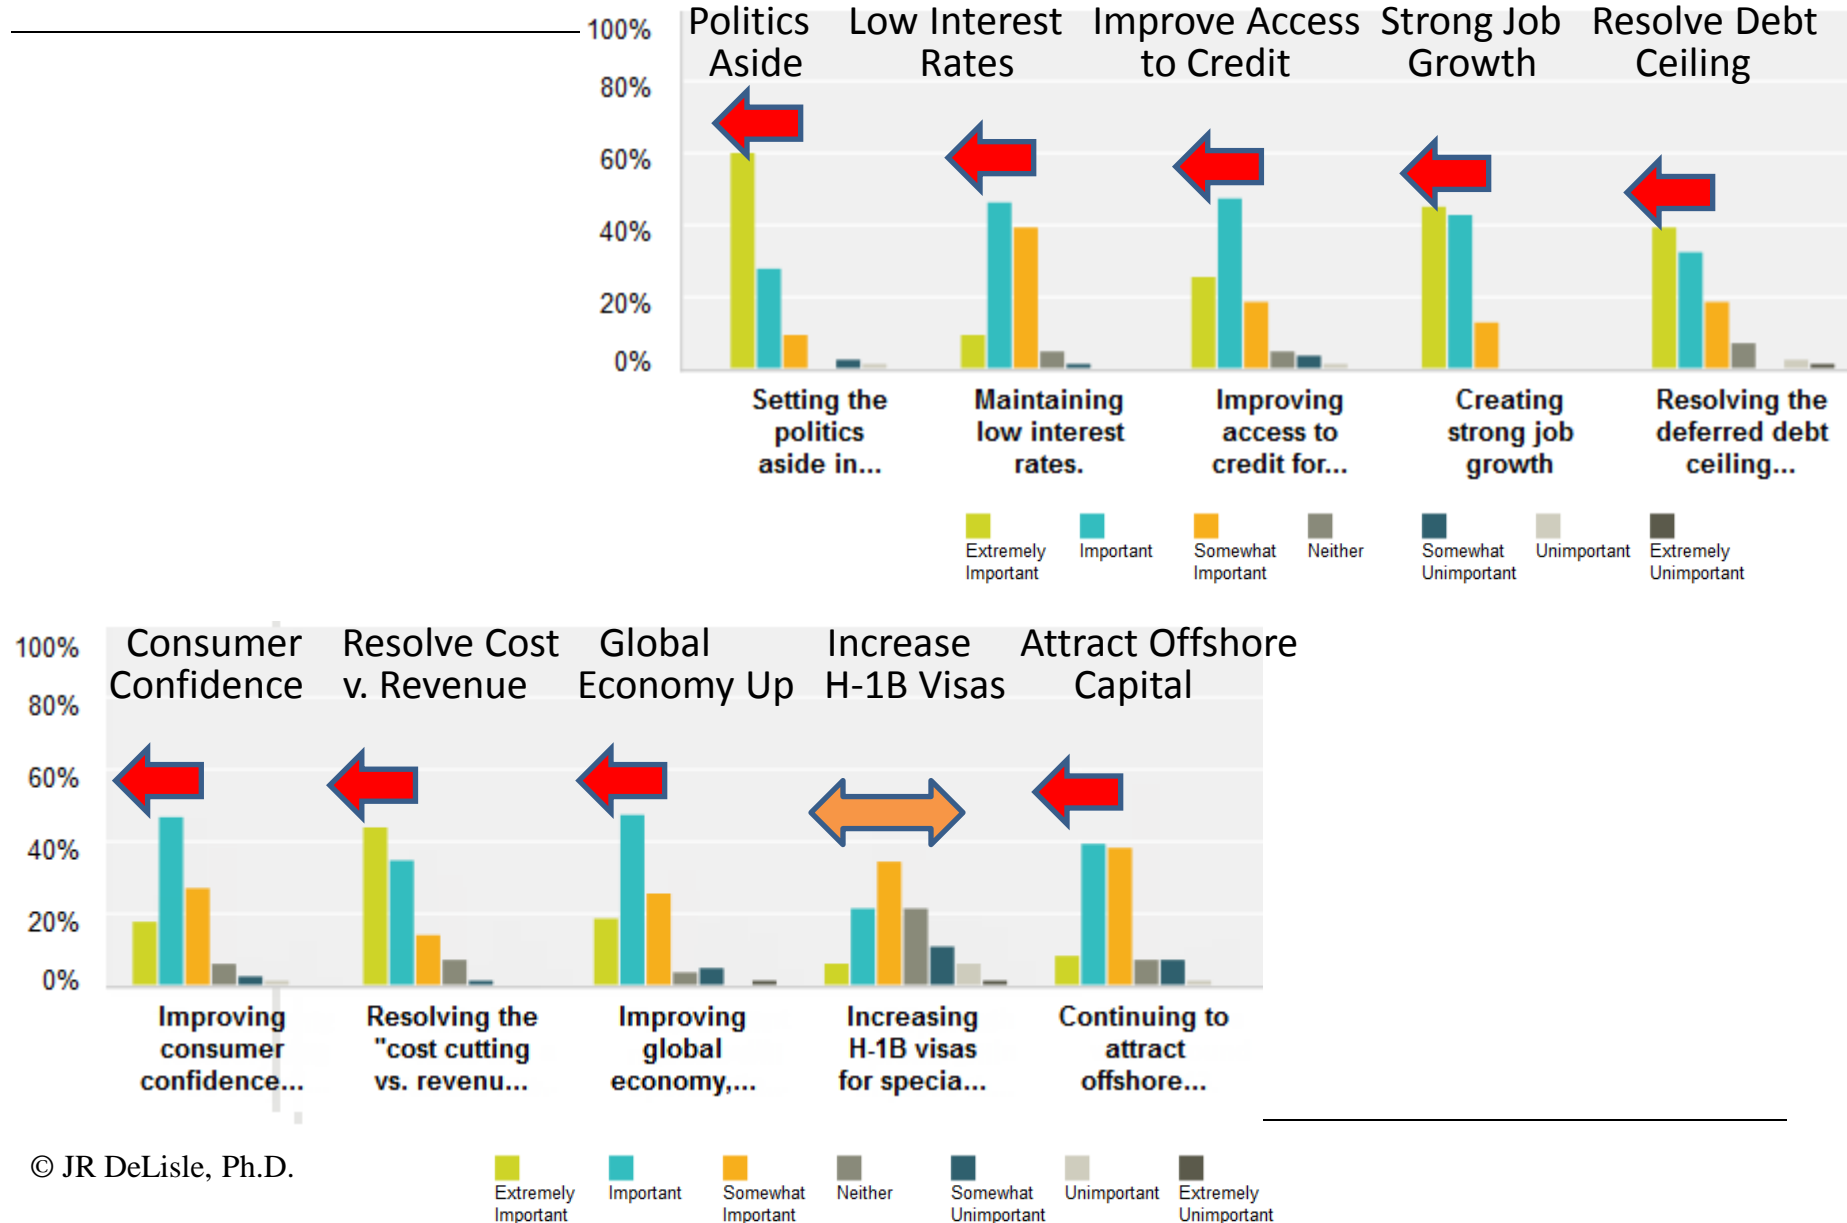 Politics Aside
Low Interest Rates
Improve Access to Credit
Strong Job Growth
Resolve Debt Ceiling
100%
80%
60%
40%
20%
0%
Setting the
politics
aside in...
Maintaining
low interest
rates.
Improving
access to
credit for...
Creating
strong job
growth
Resolving the
deferred debt
ceiling...
Extremely
Important
Important
Somewhat
Important
Neither
Somewhat
Unimportant
Unimportant
Extremely
Unimportant
Consumer
Confidence
Resolve Cost
v. Revenue
Global
Economy Up
Increase
H-1B Visas
Attract Offshore
Capital
100%
80%
60%
40%
20%
0%
Improving
consumer
confidence...
Resolving the
"cost cutting
vs. revenu...
Improving
global
economy,...
Increasing
H-1B visas
for specia...
Continuing to
attract
offshore...
© JR DeLisle, Ph.D.
Extremely
Important
Important
Somewhat
Important
Neither
Somewhat
Unimportant
Unimportant
Extremely
Unimportant